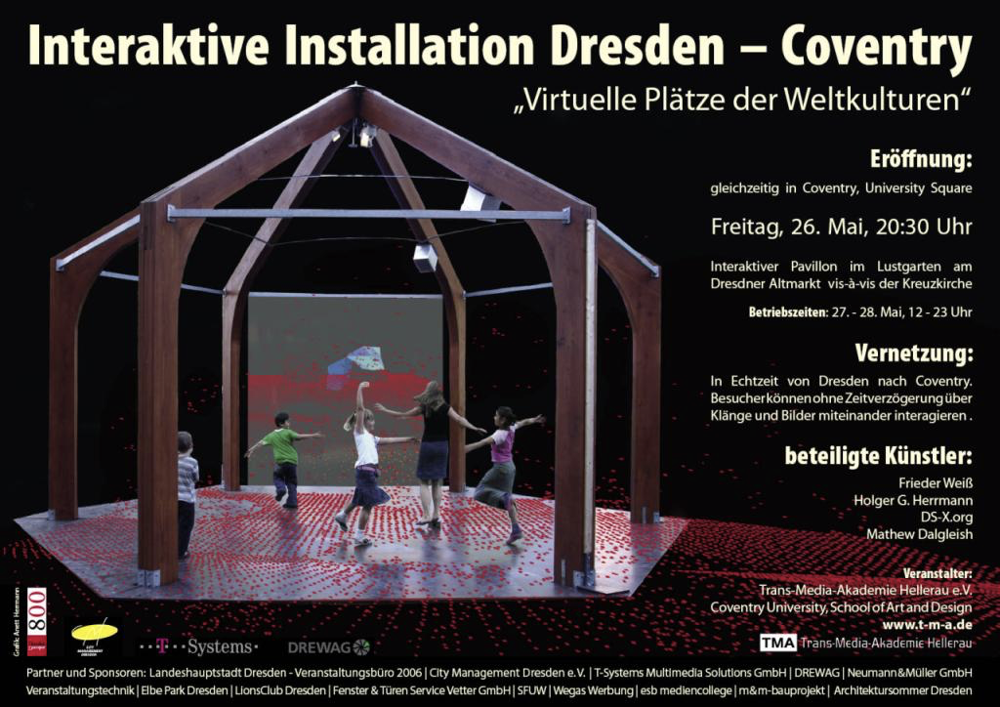 Interaktive Installation Dresden – Coventry
„Virtuelle Plätze der Weltkulturen“
Eröffnung:
gleichzeitig in Coventry, University Square
Freitag, 26. Mai, 20:30 Uhr
Interaktiver Pavillon im Lustgarten am
Dresdner Altmarkt vis-à-vis der Kreuzkirche
Betriebszeiten: 27. - 28. Mai, 12 - 23 Uhr
Vernetzung:
In Echtzeit von Dresden nach Coventry.
Besucher können ohne Zeitverzögerung über
Klänge und Bilder miteinander interagieren .
beteiligte Künstler:
Frieder Weiß
Holger G. Herrmann
DS-X.org
Mathew Dalgleish
Veranstalter:
Trans-Media-Akademie Hellerau e.V.
Coventry University, School of Art and Design
www.t-m-a.de
TMA Trans-Media-Akademie Hellerau
Grafik: Anett Herrmann
800
CITY
MANAGEMENT
DRESDEN
T Systems
DREWAG
Partner und Sponsoren: Landeshauptstadt Dresden - Veranstaltungsbüro 2006 | City Management Dresden e.V. | T-Systems Multimedia Solutions GmbH | DREWAG | Neumann&Müller GmbH
Veranstaltungstechnik | Elbe Park Dresden | LionsClub Dresden | Fenster & Türen Service Vetter GmbH | SFUW | Wegas Werbung | esb mediencollege | m&m-bauprojekt | Architektursommer Dresden